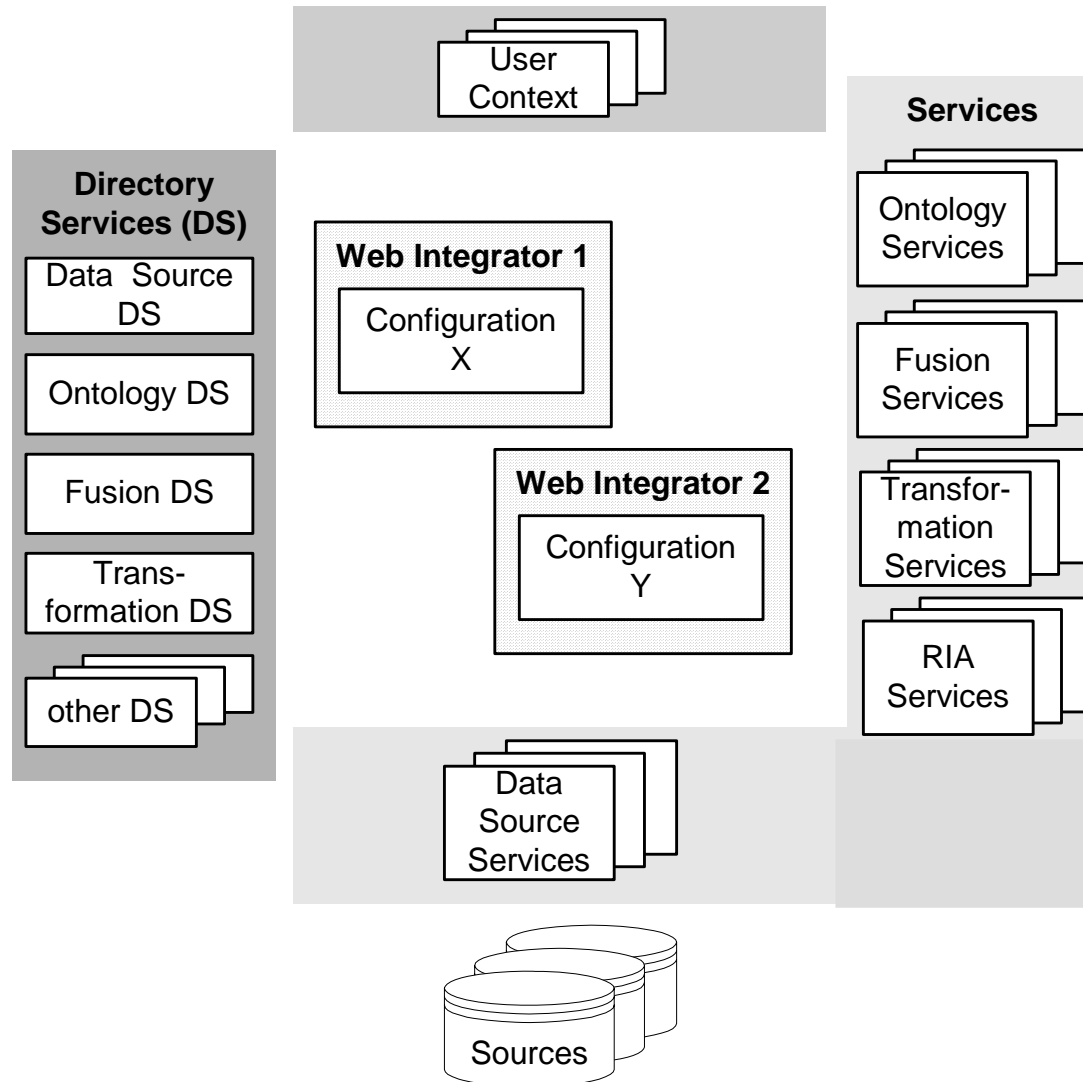 User
Context
Services
Directory
Services (DS)
Data Source
DS
Ontology DS
Fusion DS
Trans-
formation DS
other DS
Web Integrator 1
Configuration
X
Web Integrator 2
Configuration
Y
Ontology
Services
Fusion
Services
Transfor-
mation
Services
RIA
Services
Data
Source
Services
Sources